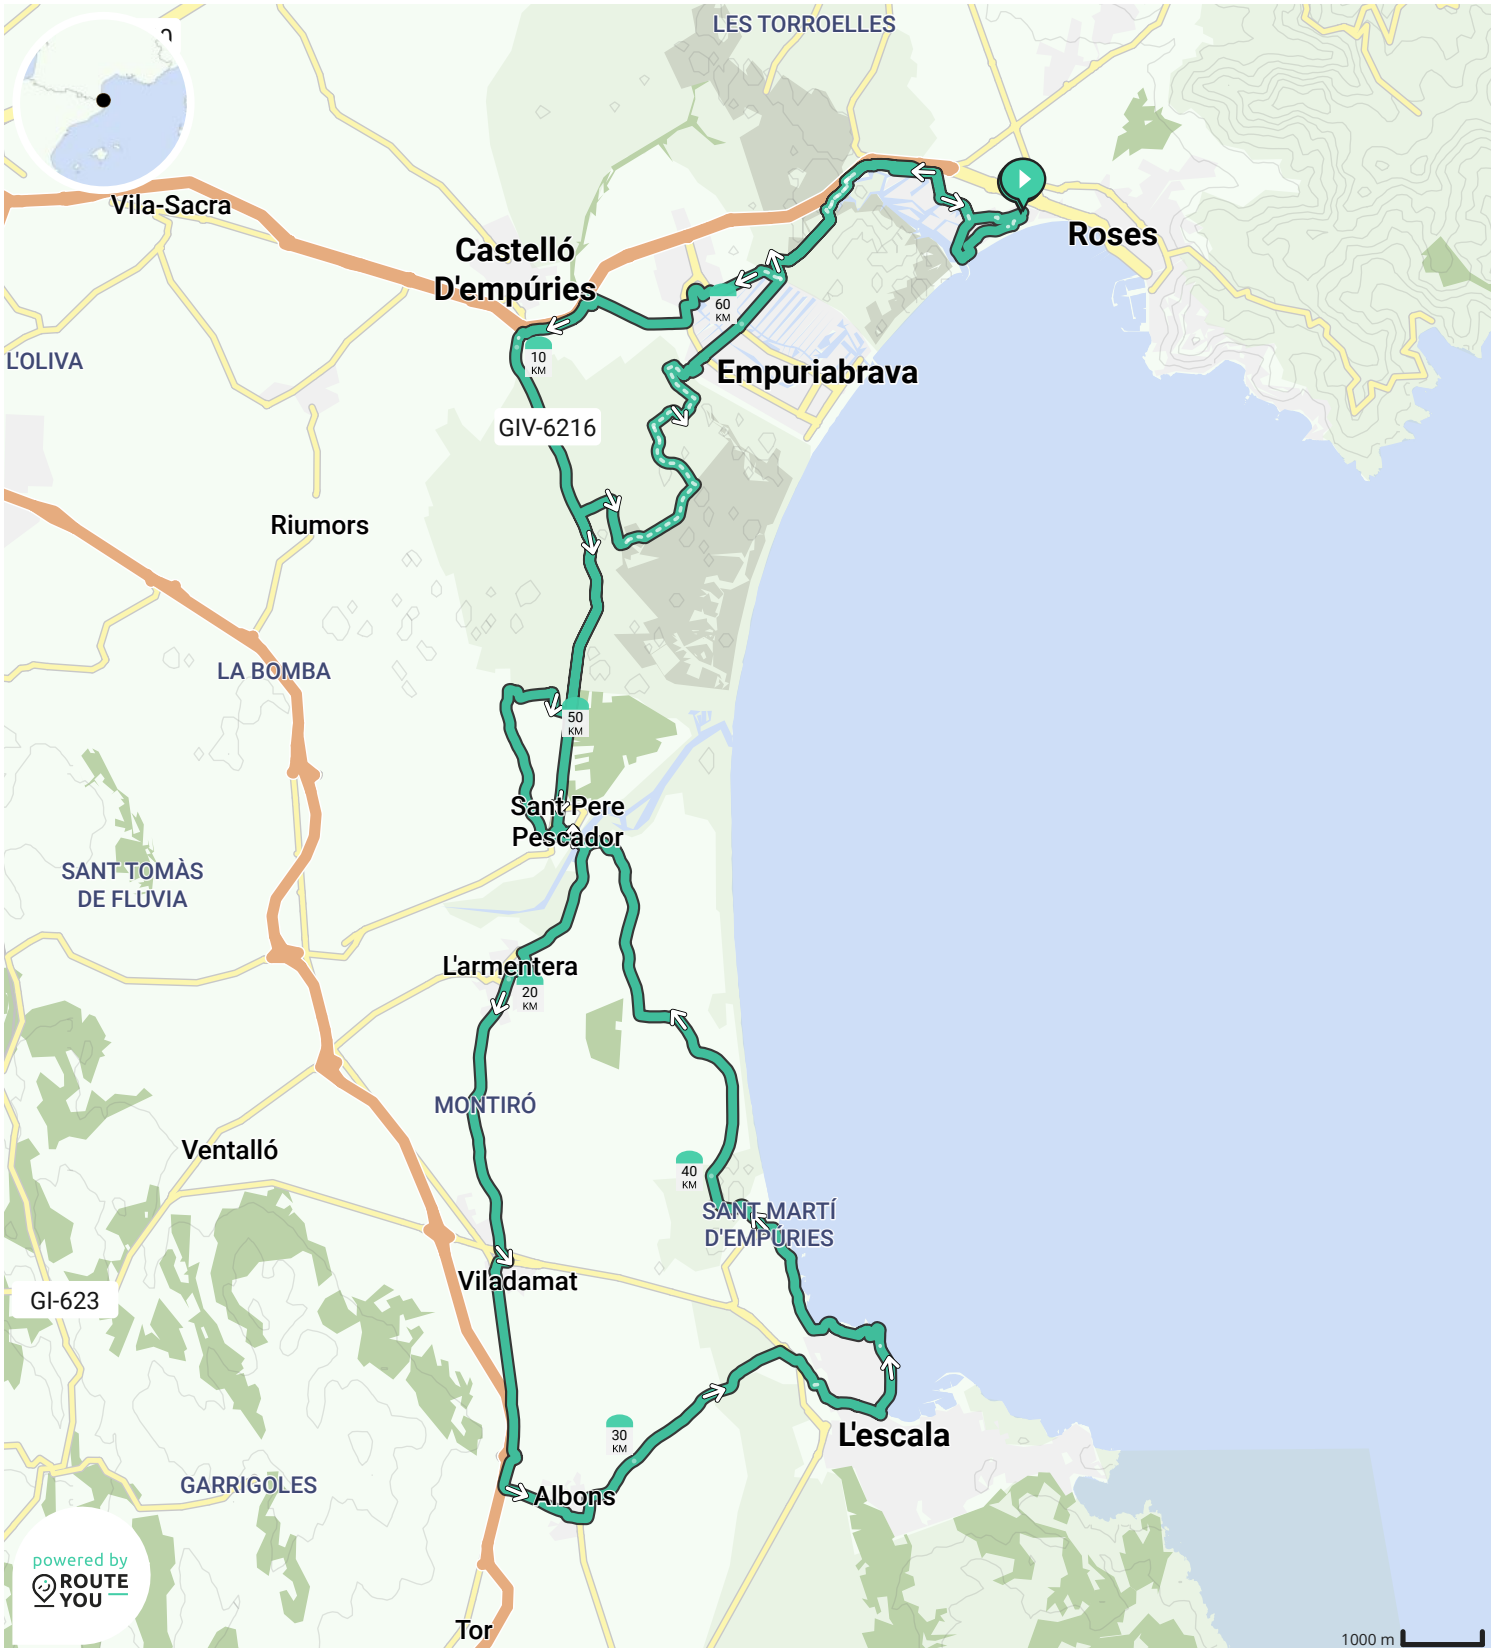 LES TORROELLES
Vila-Sacra
Roses
Castelló
D'empúries
60
KM
10
KM
L'OLIVA
Empuriabrava
GIV-6216
Riumors
LA BOMBA
50
KM
Sant Pere
Pescador
SANT TOMÀS
DE FLUVIA
L'armentera
20
KM
MONTIRÓ
Ventalló
40
KM
SANT MARTÍ
D'EMPÚRIES
Viladamat
GI-623
30
KM
L'escala
GARRIGOLES
Albons
powered by
ROUTE
YOU
Tor
1000 m